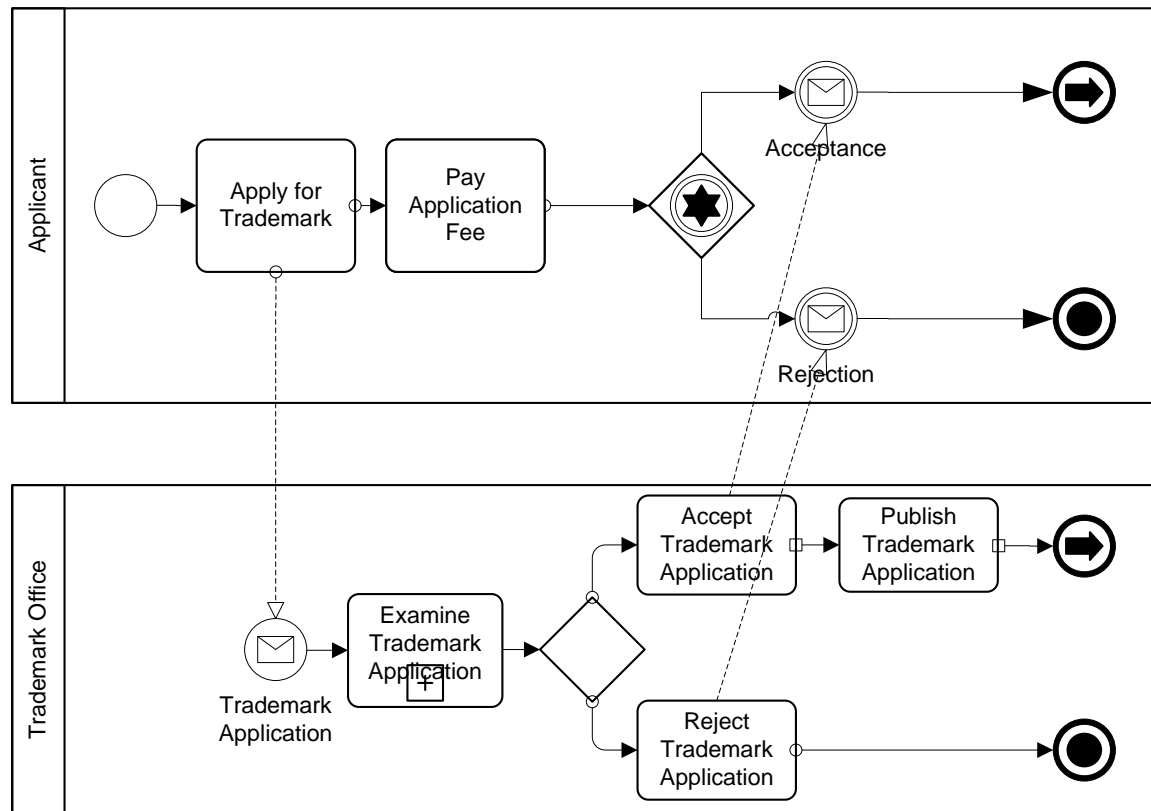 Applicant
Apply for
Trademark
Pay
Application
Fee
Acceptance
Rejection
Trademark Office
Trademark
Application
Examine
Trademark
Application
Accept
Trademark
Application
Publish
Trademark
Application
Reject
Trademark
Application